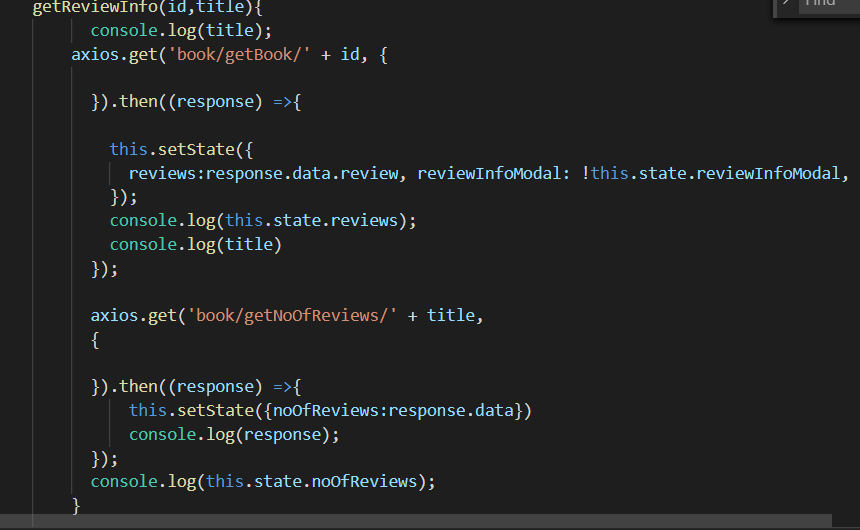 getReviewInfo(id,title){
console.log(title);
axios.get('book/getBook/' + id, {
}).then((response) =>{
this.setState({
reviews:response.data.review, reviewInfoModal: !this.state.reviewInfoModal,
});
console.log(this.state.reviews);
console.log(title)
});
axios.get('book/getNoOfReviews/' + title,
{
}).then((response) =>{
this.setState({noOfReviews:response.data})
console.log(response);
});
console.log(this.state.noOfReviews);
}
Find